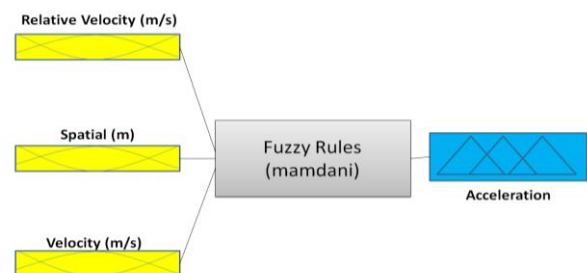 Relative Velocity (m/s)
Spatial (m)
Velocity (m/s)
Fuzzy Rules
(mamdani)
Acceleration